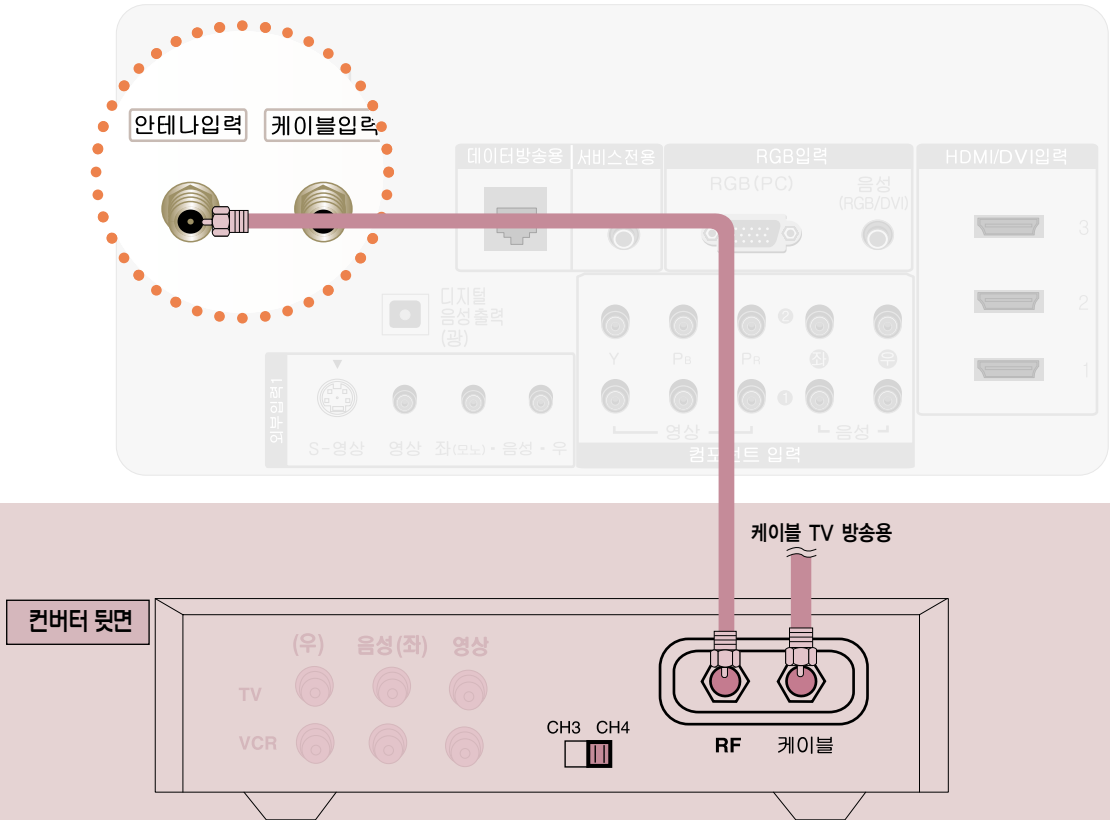 안테나입력 케이블입력
데이터방송용 서비스전용 RGB입력 HDMI/DVI입력
RGB(PC) 음성
(RGB/DVI)
3
디지털
음성출력
(광)
2
②
Y PB PR 좌 우
1
①
외부입력1
S-영상 영상 좌(모노)·음성·우
영상 음성
컴포넌트 입력
케이블 TV 방송용
컨버터 뒷면
(우) 음성(좌) 영상
TV
VCR
CH3 CH4
RF 케이블